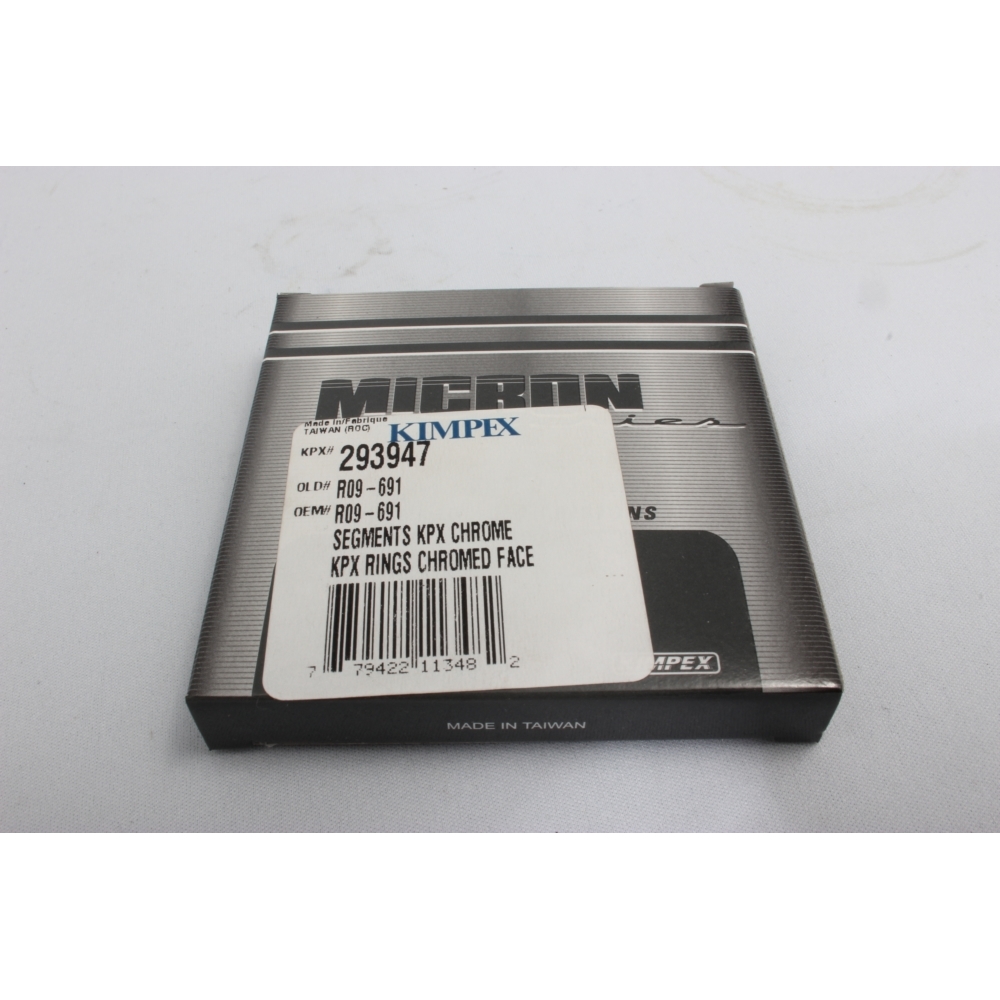 MICRON
Made in/Fabrique
TAIWAN (ROC)
KIMPEX
KPX# 293947
OLD# R09-691
OEM# R09-691
SEGMENTS KPX CHROME
KPX RINGS CHROMED FACE
7 79422 11348 2
MADE IN TAIWAN